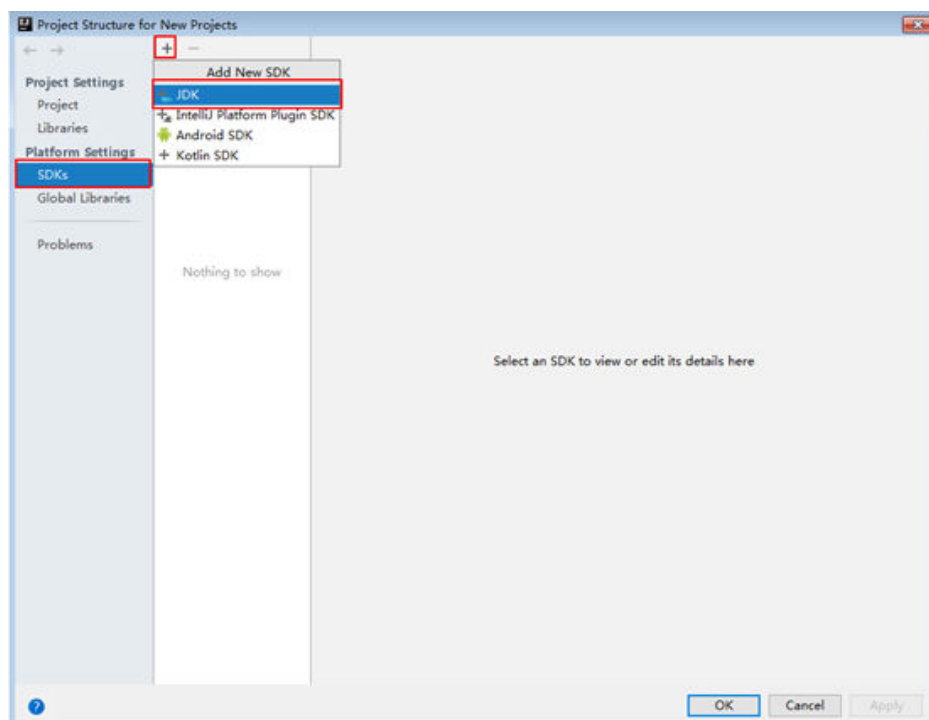 Project Structure for New Projects
Add New SDK
JDK
IntelliJ Platform Plugin SDK
Android SDK
Kotlin SDK
Project Settings
Project
Libraries
Platform Settings
SDKs
Global Libraries
Problems
Nothing to show
Select an SDK to view or edit its details here
?
OK Cancel Apply